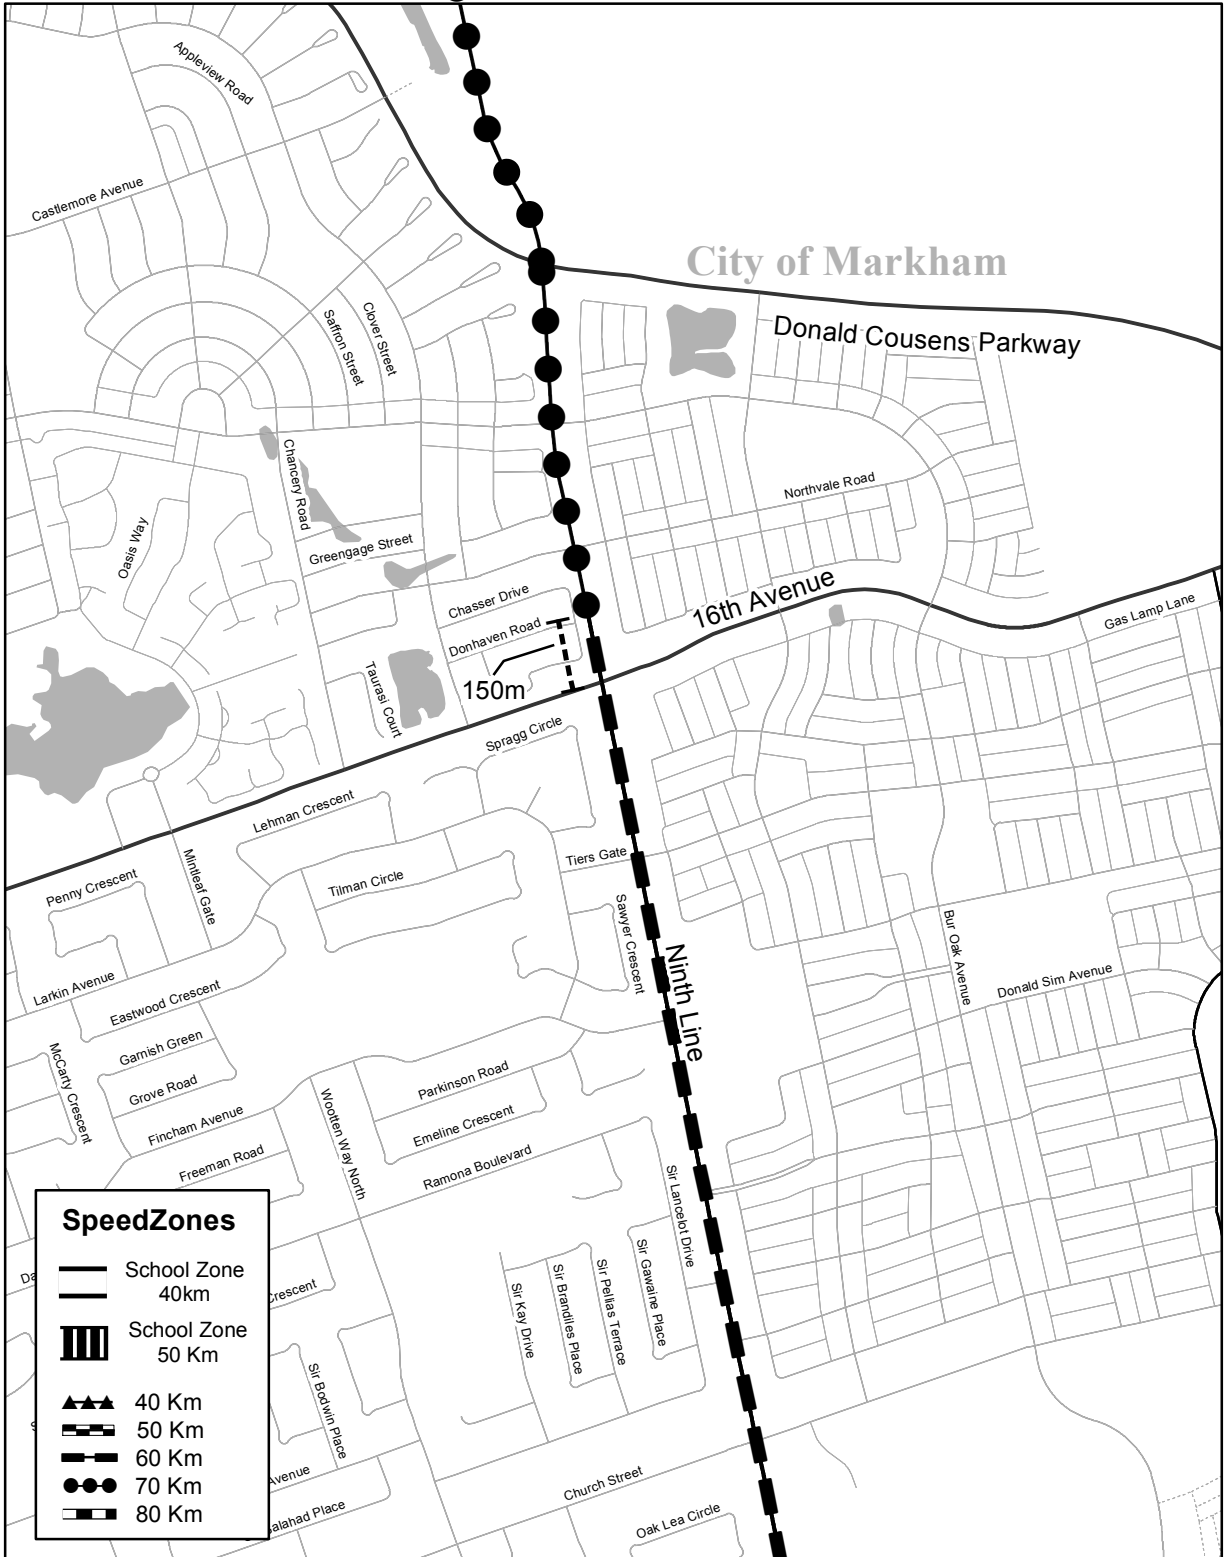 Appleview Road
Castlemore Avenue
City of Markham
Donald Cousens Parkway
Saffron Street
Clover Street
Chancery Road
Northvale Road
Oasis Way
Greengage Street
Chasser Drive
16th Avenue
Gas Lamp Lane
Donhaven Road
150m
Taurasi Court
Spragg Circle
Lehman Crescent
Tiers Gate
Mintleaf Gate
Penny Crescent
Tilman Circle
Sawyer Crescent
Bur Oak Avenue
Ninth Line
Larkin Avenue
Eastwood Crescent
Donald Sim Avenue
Garnish Green
McCarty Crescent
Grove Road
Parkinson Road
Fincham Avenue
Wootten Way North
Emeline Crescent
Freeman Road
Ramona Boulevard
Sir Lancelot Drive
Sir Gawaine Place
Sir Pellias Terrace
Sir Brandiles Place
Sir Kay Drive
Da
Crescent
S
Sir Bodwin Place
Avenue
alahad Place
Church Street
Oak Lea Circle
SpeedZones
School Zone
40km
School Zone
50 Km
40 Km
50 Km
60 Km
70 Km
80 Km